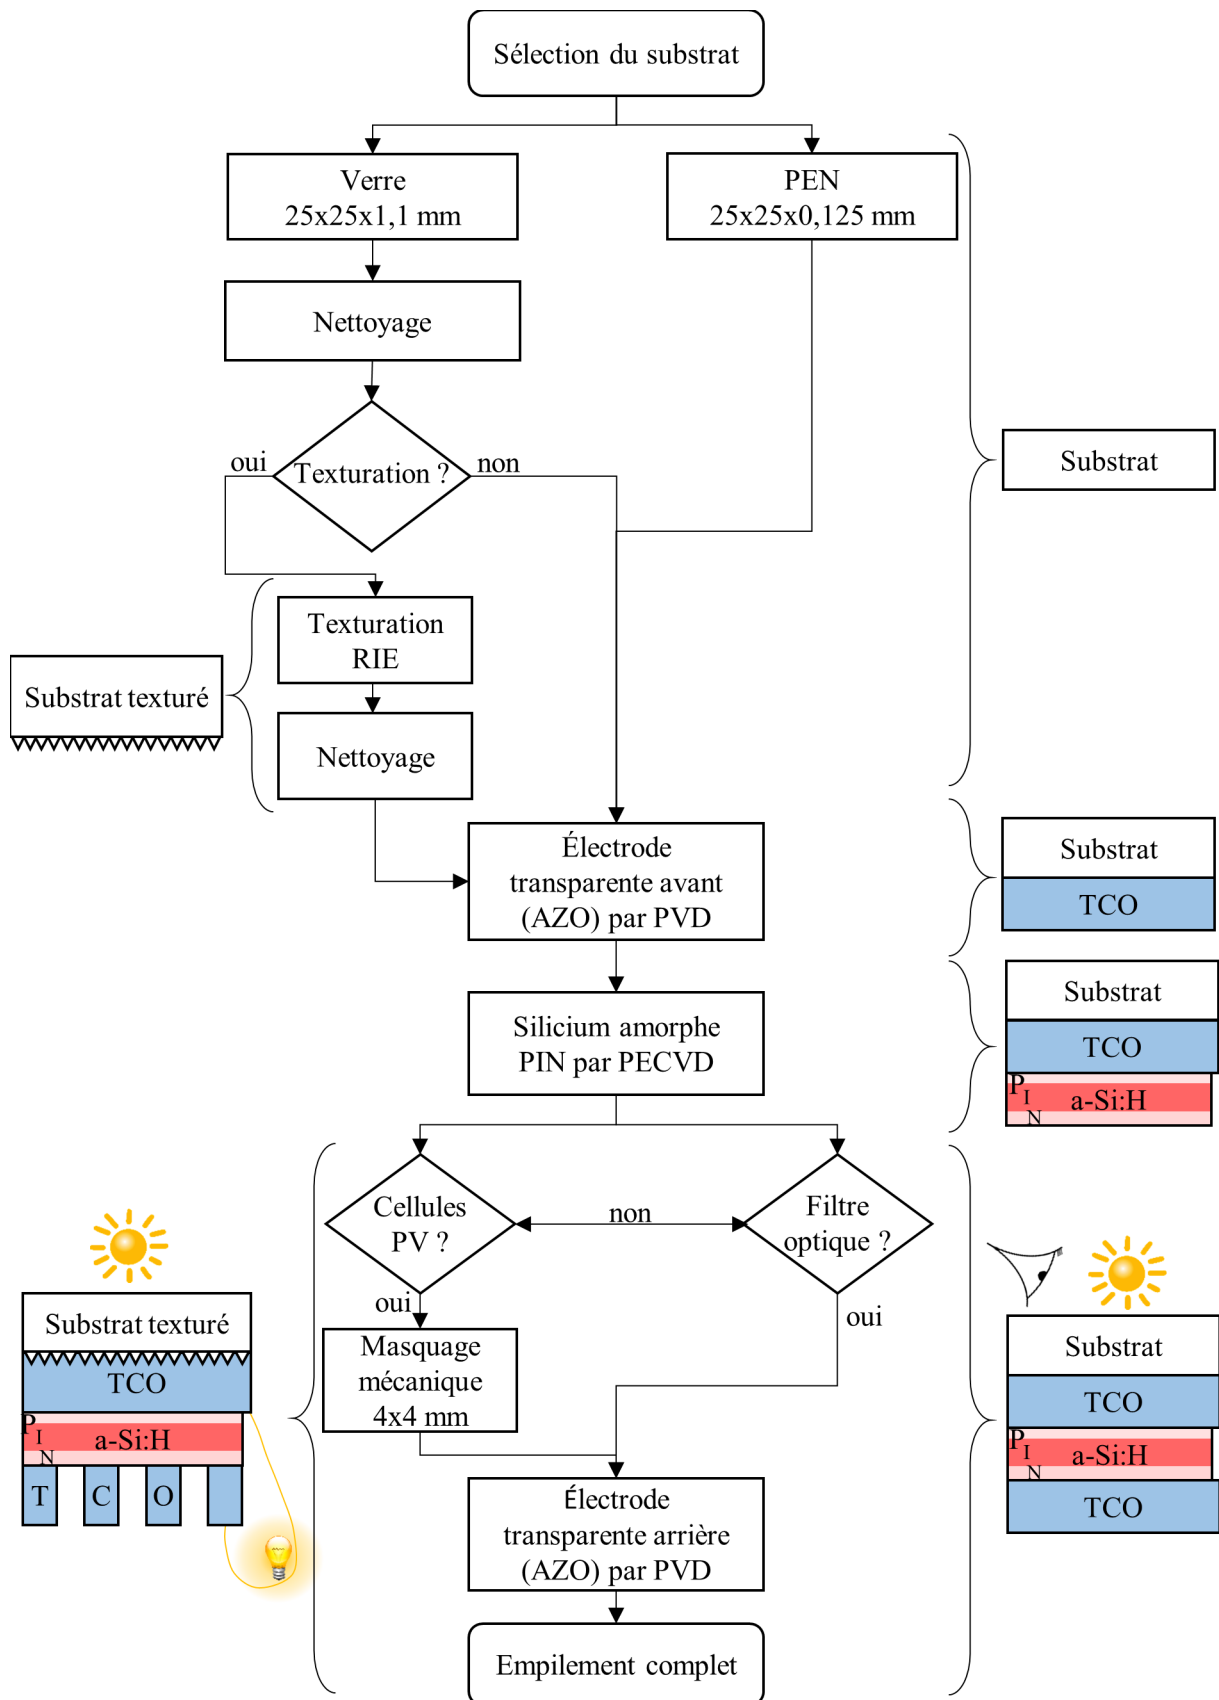 Sélection du substrat
Verre
25x25x1,1 mm
PEN
25x25x0,125 mm
Nettoyage
Texturation ?
oui
non
Substrat
Texturation
RIE
Substrat texturé
Nettoyage
Électrode
transparente avant
(AZO) par PVD
Substrat
TCO
Silicium amorphe
PIN par PECVD
Substrat
TCO
P I N
a-Si:H
Cellules
PV ?
non
Filtre
optique ?
oui
oui
Masquage
mécanique
4x4 mm
Substrat texturé
TCO
P I N
a-Si:H
T C O
Substrat
TCO
P I N
a-Si:H
TCO
Électrode
transparente arrière
(AZO) par PVD
Empilement complet